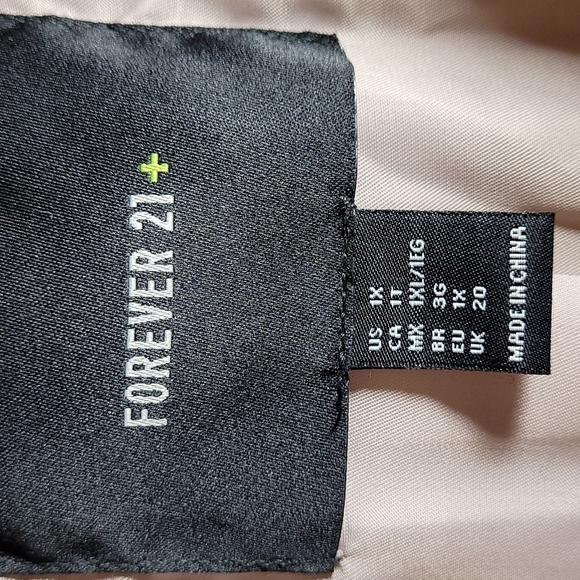 FOREVER 21 +
US 1X
CA 1T
MX 1XL/1EG
BR 3G
EU 1X
UK 20
MADE IN CHINA